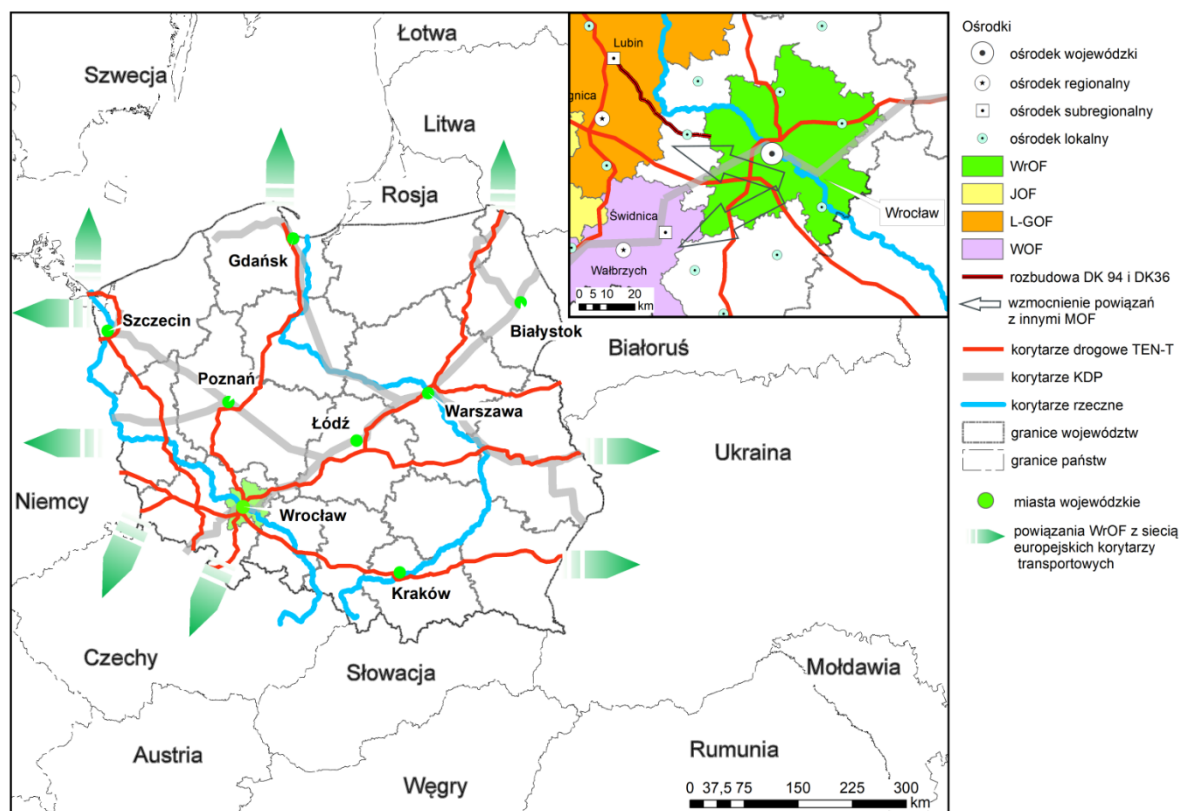 Łotwa
Szwecja
Litwa
Rosja
Gdańsk
Szczecin
Białystok
Białoruś
Poznań
Łódź
Warszawa
Ukraina
Niemcy
Wrocław
Kraków
Czechy
Słowacja
Mołdawia
Austria
Węgry
Rumunia
0 37,5 75 150 225 300
km
Lubin
gnica
Świdnica
Wrocław
Wałbrzych
0 5 10 20
km
Ośrodki
ośrodek wojewódzki
ośrodek regionalny
ośrodek subregionalny
ośrodek lokalny
WrOF
JOF
L-GOF
WOF
rozbudowa DK 94 i DK36
wzmocnienie powiązań
z innymi MOF
korytarze drogowe TEN-T
korytarze KDP
korytarze rzeczne
granice województw
granice państw
miasta wojewódzkie
powiązania WrOF z siecią
europejskich korytarzy
transportowych